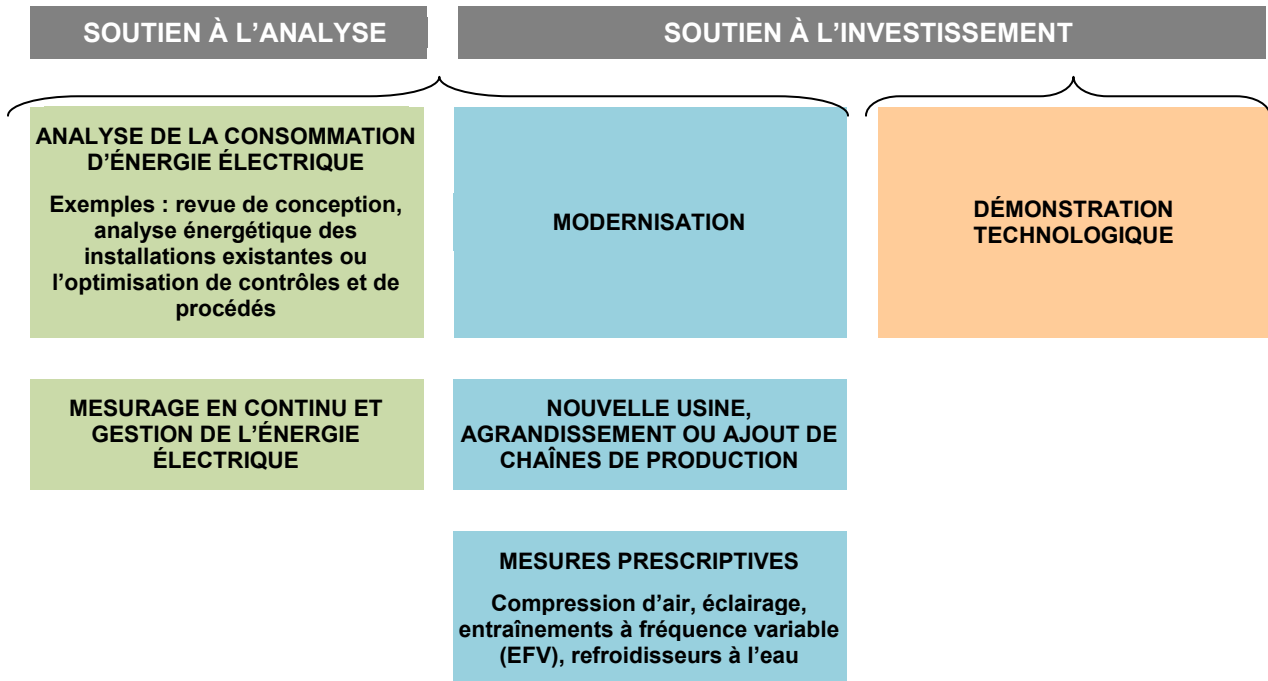 SOUTIEN À L’ANALYSE
SOUTIEN À L’INVESTISSEMENT
ANALYSE DE LA CONSOMMATION
D’ÉNERGIE ÉLECTRIQUE
Exemples : revue de conception,
analyse énergétique des
installations existantes ou
l’optimisation de contrôles et de
procédés
MODERNISATION
DÉMONSTRATION
TECHNOLOGIQUE
MESURAGE EN CONTINU ET
GESTION DE L’ÉNERGIE
ÉLECTRIQUE
NOUVELLE USINE,
AGRANDISSEMENT OU AJOUT DE
CHAÎNES DE PRODUCTION
MESURES PRESCRIPTIVES
Compression d’air, éclairage,
entraînements à fréquence variable
(EFV), refroidisseurs à l’eau